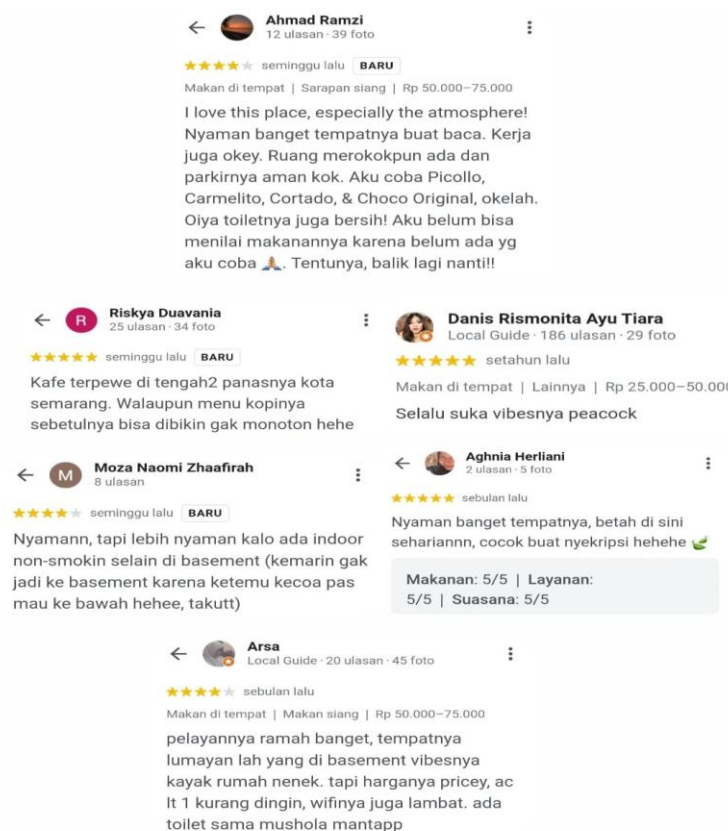 Ahmad Ramzi
12 ulasan · 39 foto
seminggu lalu BARU
Makan di tempat | Sarapan siang | Rp 50.000–75.000
I love this place, especially the atmosphere!
Nyaman banget tempatnya buat baca. Kerja
juga okey. Ruang merokokpun ada dan
parkirnya aman kok. Aku coba Picollo,
Carmelito, Cortado, & Choco Original, okelah.
Oiya toiletnya juga bersih! Aku belum bisa
menilai makanannya karena belum ada yg
aku coba 🙏🏼. Tentunya, balik lagi nanti!!
R
Riskya Duavania
25 ulasan · 34 foto
seminggu lalu BARU
Kafe terpewe di tengah2 panasnya kota
semarang. Walaupun menu kopinya
sebetulnya bisa dibikin gak monoton hehe
Danis Rismonita Ayu Tiara
Local Guide · 186 ulasan · 29 foto
setahun lalu
Makan di tempat | Lainnya | Rp 25.000–50.000
Selalu suka vibesnya peacock
M
Moza Naomi Zhaafirah
8 ulasan
seminggu lalu BARU
Nyamann, tapi lebih nyaman kalo ada indoor
non-smokin selain di basement (kemarin gak
jadi ke basement karena ketemu kecoa pas
mau ke bawah hehee, takutt)
Aghnia Herliani
2 ulasan · 5 foto
sebulan lalu
Nyaman banget tempatnya, betah di sini
sehariannn, cocok buat nyekripsi hehehe 🍃
Makanan: 5/5 | Layanan:
5/5 | Suasana: 5/5
Arsa
Local Guide · 20 ulasan · 45 foto
sebulan lalu
Makan di tempat | Makan siang | Rp 50.000–75.000
pelayannya ramah banget, tempatnya
lumayan lah yang di basement vibesnya
kayak rumah nenek. tapi harganya pricey, ac
lt 1 kurang dingin, wifinya juga lambat. ada
toilet sama mushola mantapp